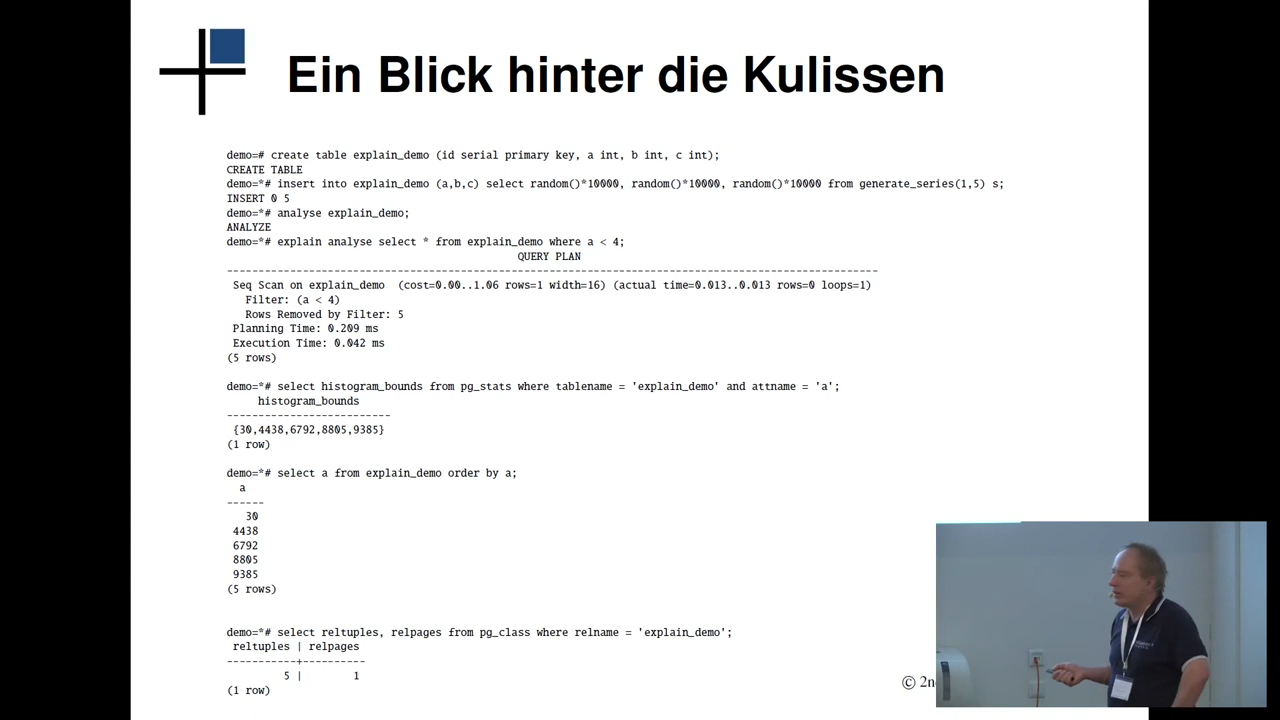 Ein Blick hinter die Kulissen
demo=# create table explain_demo (id serial primary key, a int, b int, c int);
CREATE TABLE
demo=*# insert into explain_demo (a,b,c) select random()*10000, random()*10000, random()*10000 from generate_series(1,5) s;
INSERT 0 5
demo=*# analyse explain_demo;
ANALYZE
demo=*# explain analyse select * from explain_demo where a < 4;
QUERY PLAN
-------------------------------------------------------------------------------------------------------
Seq Scan on explain_demo  (cost=0.00..1.06 rows=1 width=16) (actual time=0.013..0.013 rows=0 loops=1)
Filter: (a < 4)
Rows Removed by Filter: 5
Planning Time: 0.209 ms
Execution Time: 0.042 ms
(5 rows)
demo=*# select histogram_bounds from pg_stats where tablename = 'explain_demo' and attname = 'a';
histogram_bounds
--------------------------
{30,4438,6792,8805,9385}
(1 row)
demo=*# select a from explain_demo order by a;
a
------
30
4438
6792
8805
9385
(5 rows)
demo=*# select reltuples, relpages from pg_class where relname = 'explain_demo';
reltuples | relpages
-----------+----------
5 |        1
(1 row)
©